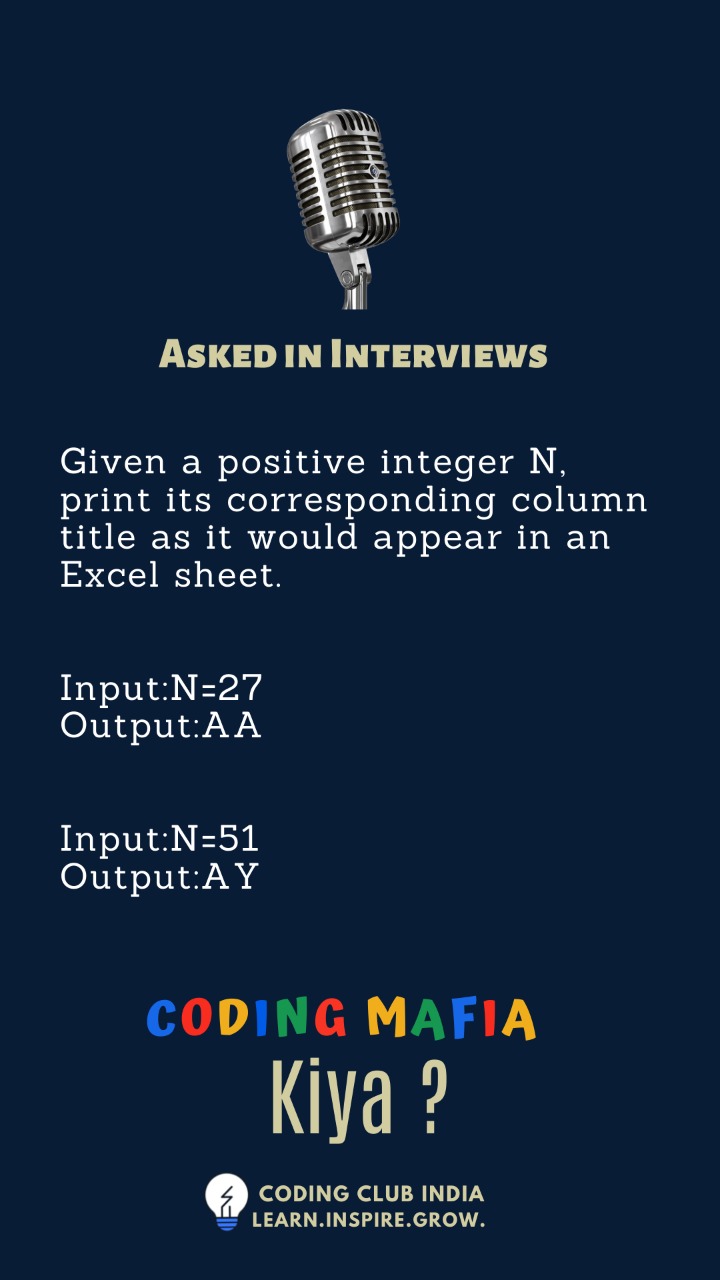 Asked in Interviews
Given a positive integer N,
print its corresponding column
title as it would appear in an
Excel sheet.
Input:N=27
Output:AA
Input:N=51
Output:AY
CODING MAFIA
Kiya ?
CODING CLUB INDIA
LEARN.INSPIRE.GROW.